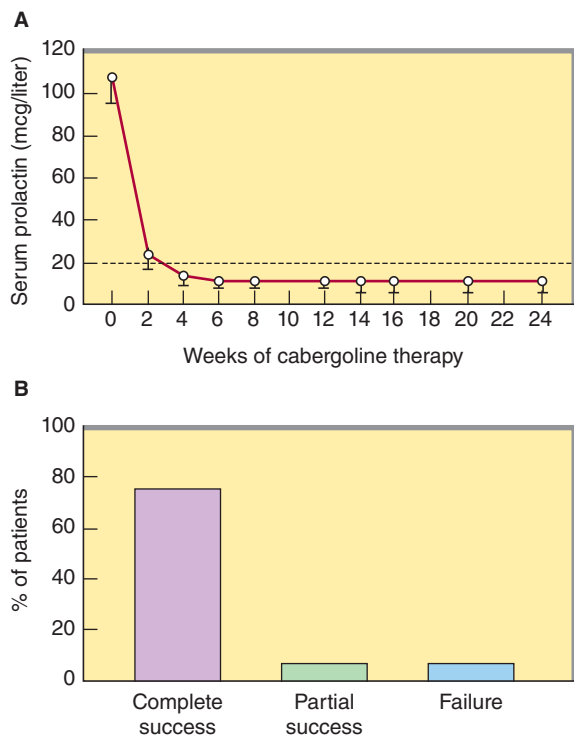 A
Serum prolactin (mcg/liter)
120
100
80
60
40
20
0
0 2 4 6 8 10 12 14 16 18 20 22 24
Weeks of cabergoline therapy
B
% of patients
100
80
60
40
20
0
Complete success
Partial success
Failure